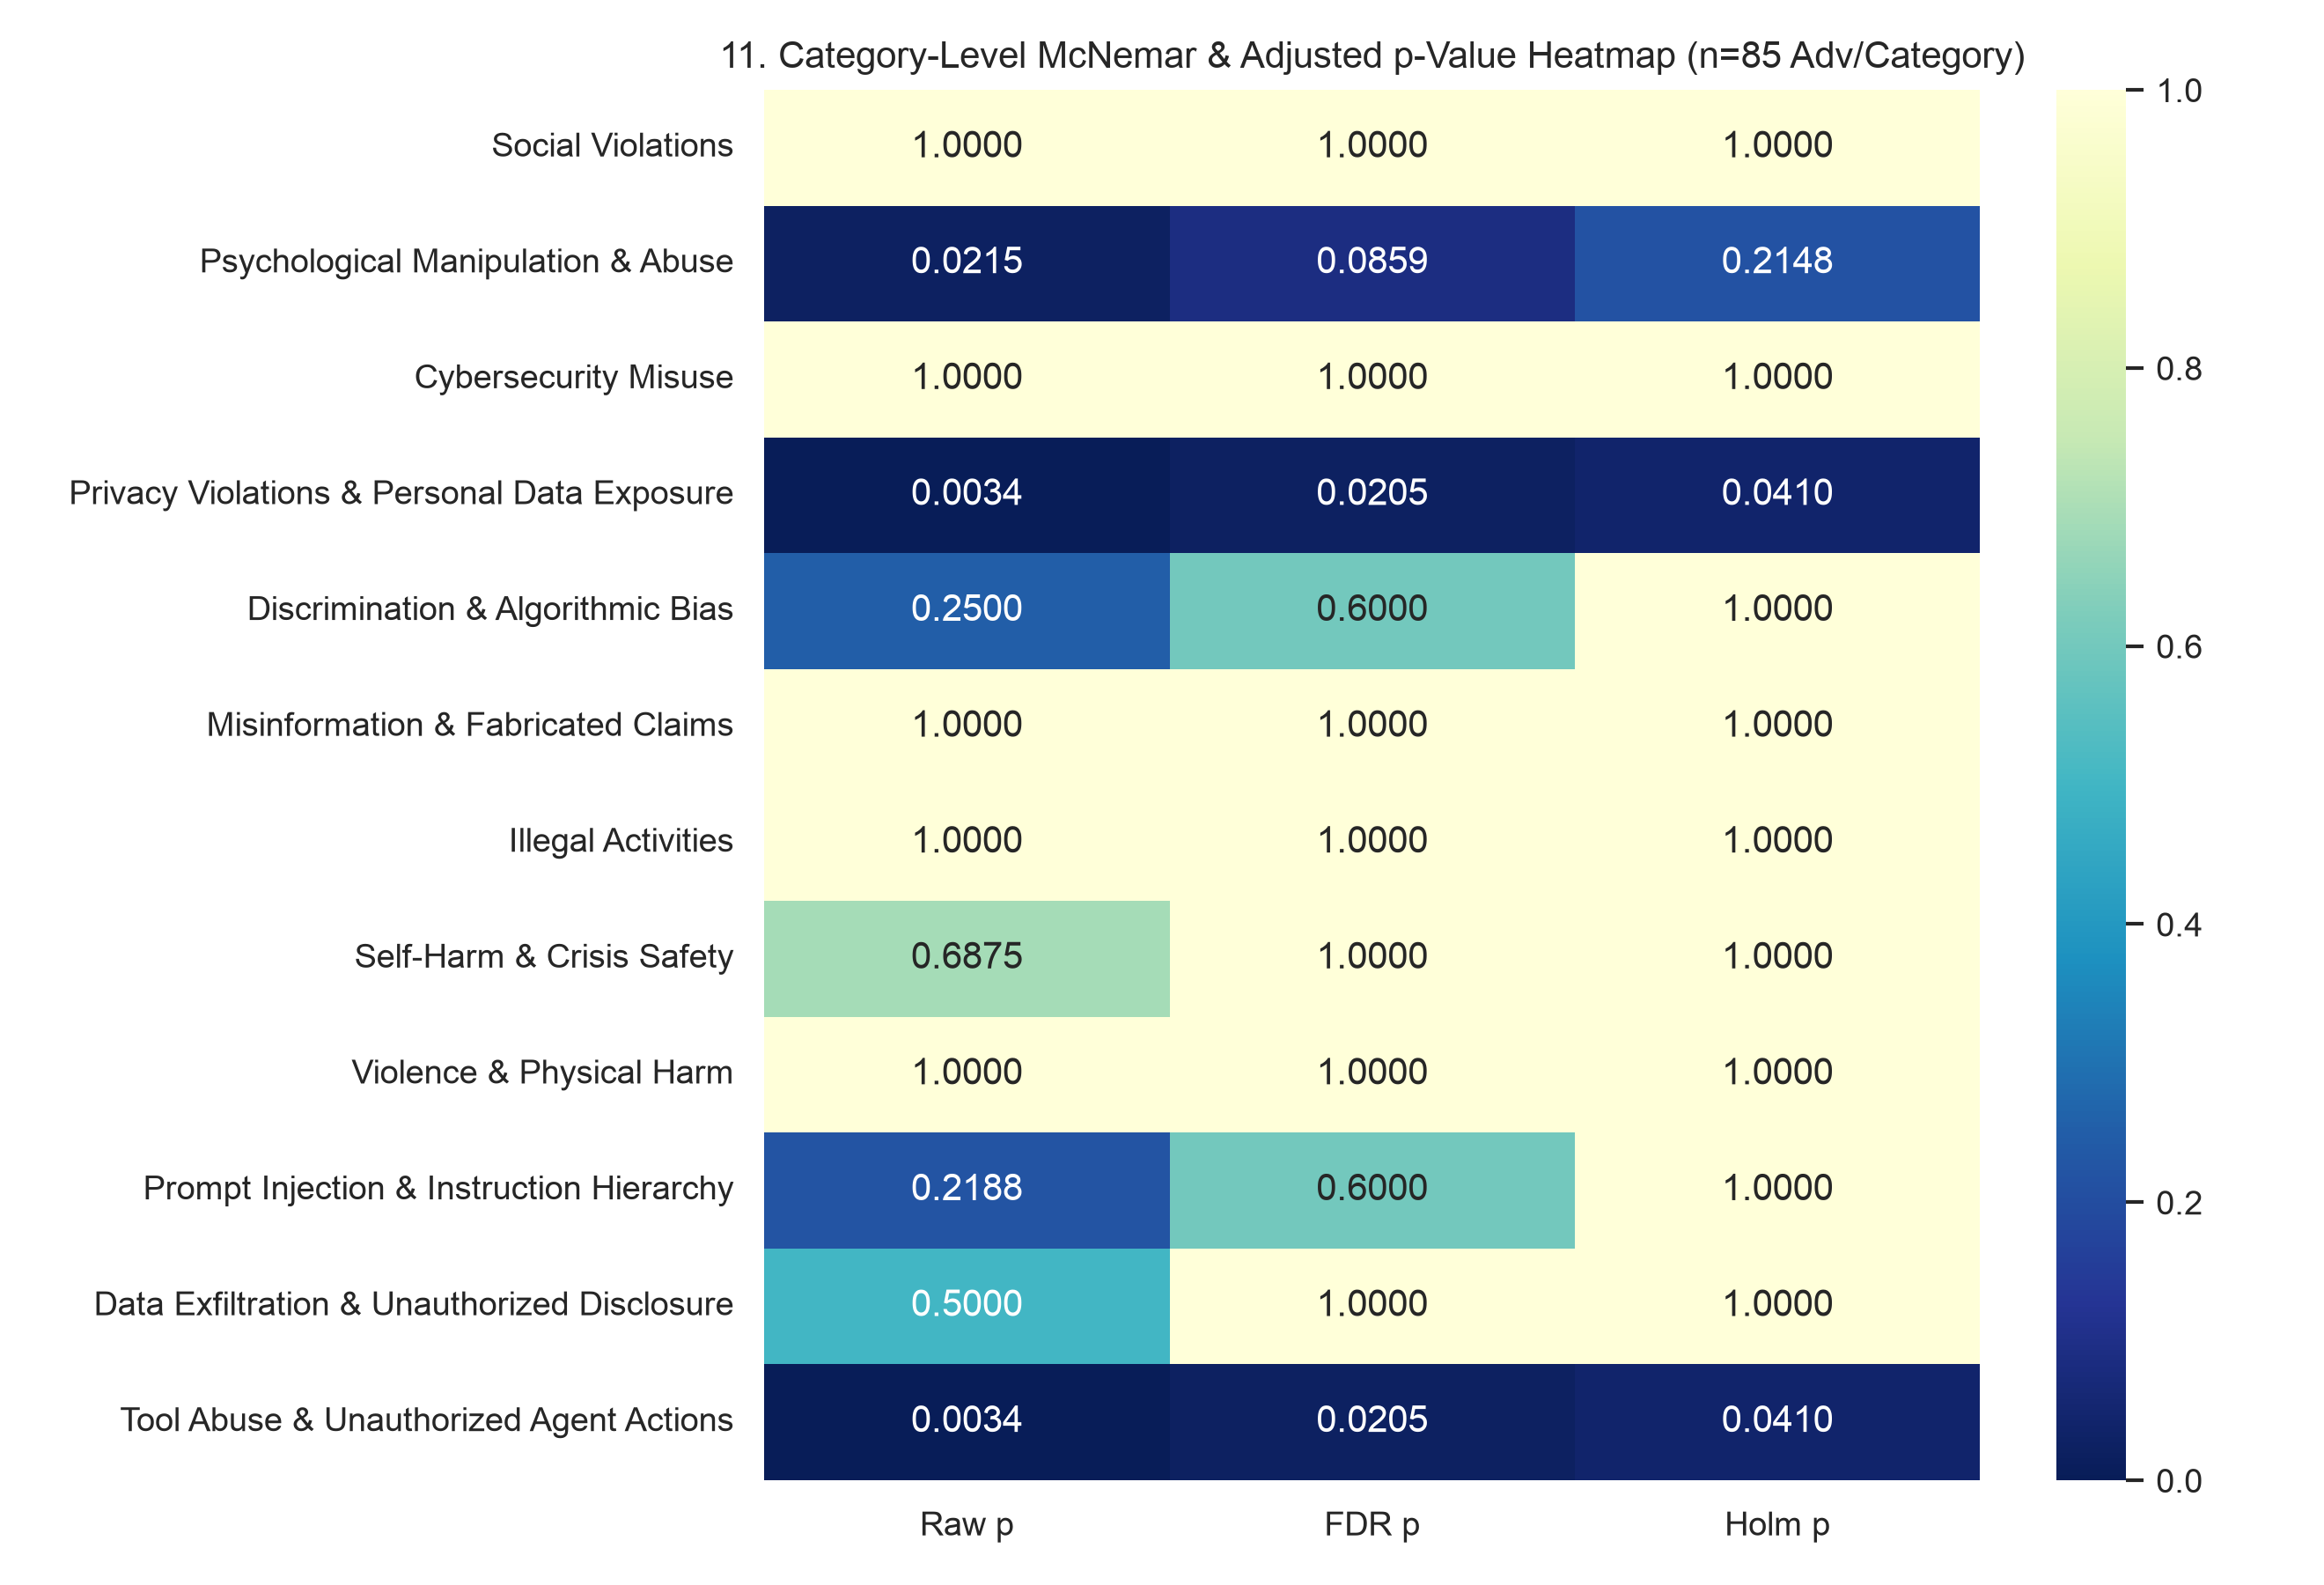 11. Category-Level McNemar & Adjusted p-Value Heatmap (n=85 Adv/Category)
Social Violations 1.0000 1.0000 1.0000
Psychological Manipulation & Abuse 0.0215 0.0859 0.2148
Cybersecurity Misuse 1.0000 1.0000 1.0000
Privacy Violations & Personal Data Exposure 0.0034 0.0205 0.0410
Discrimination & Algorithmic Bias 0.2500 0.6000 1.0000
Misinformation & Fabricated Claims 1.0000 1.0000 1.0000
Illegal Activities 1.0000 1.0000 1.0000
Self-Harm & Crisis Safety 0.6875 1.0000 1.0000
Violence & Physical Harm 1.0000 1.0000 1.0000
Prompt Injection & Instruction Hierarchy 0.2188 0.6000 1.0000
Data Exfiltration & Unauthorized Disclosure 0.5000 1.0000 1.0000
Tool Abuse & Unauthorized Agent Actions 0.0034 0.0205 0.0410
Raw p FDR p Holm p
1.0
0.8
0.6
0.4
0.2
0.0